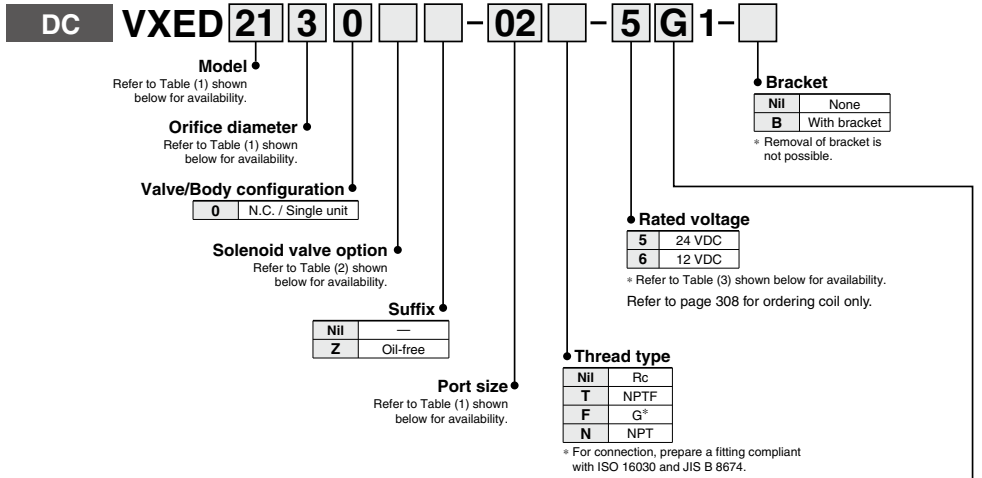 DC VXED 21 3 0 - 02 - 5 G 1 -
Model
Refer to Table (1) shown
below for availability.
Orifice diameter
Refer to Table (1) shown
below for availability.
Valve/Body configuration
0 N.C. / Single unit
Solenoid valve option
Refer to Table (2) shown
below for availability.
Suffix
Nil —
Z Oil-free
Port size
Refer to Table (1) shown
below for availability.
Thread type
Nil Rc
T NPTF
F G*
N NPT
* For connection, prepare a fitting compliant
with ISO 16030 and JIS B 8674.
Rated voltage
5 24 VDC
6 12 VDC
* Refer to Table (3) shown below for availability.
Refer to page 308 for ordering coil only.
Bracket
Nil None
B With bracket
* Removal of bracket is
not possible.